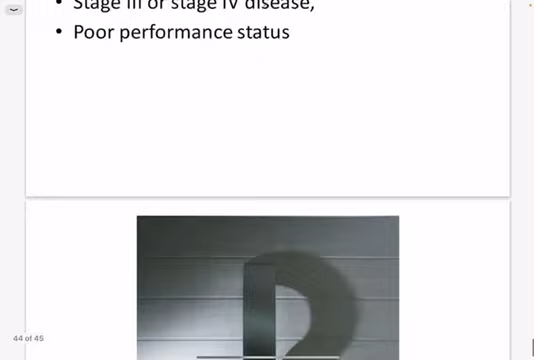 • Stage III or stage IV disease,
• Poor performance status
44 of 45